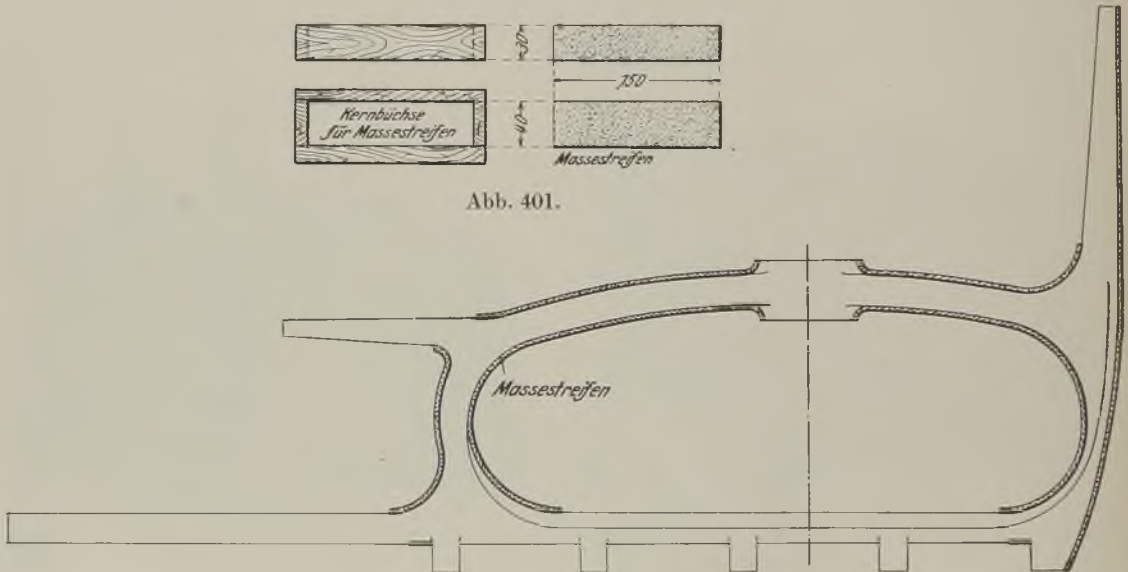 30
150
Kernbüchse
für Massestreifen
40
Massestreifen
Abb. 401.
Massestreifen